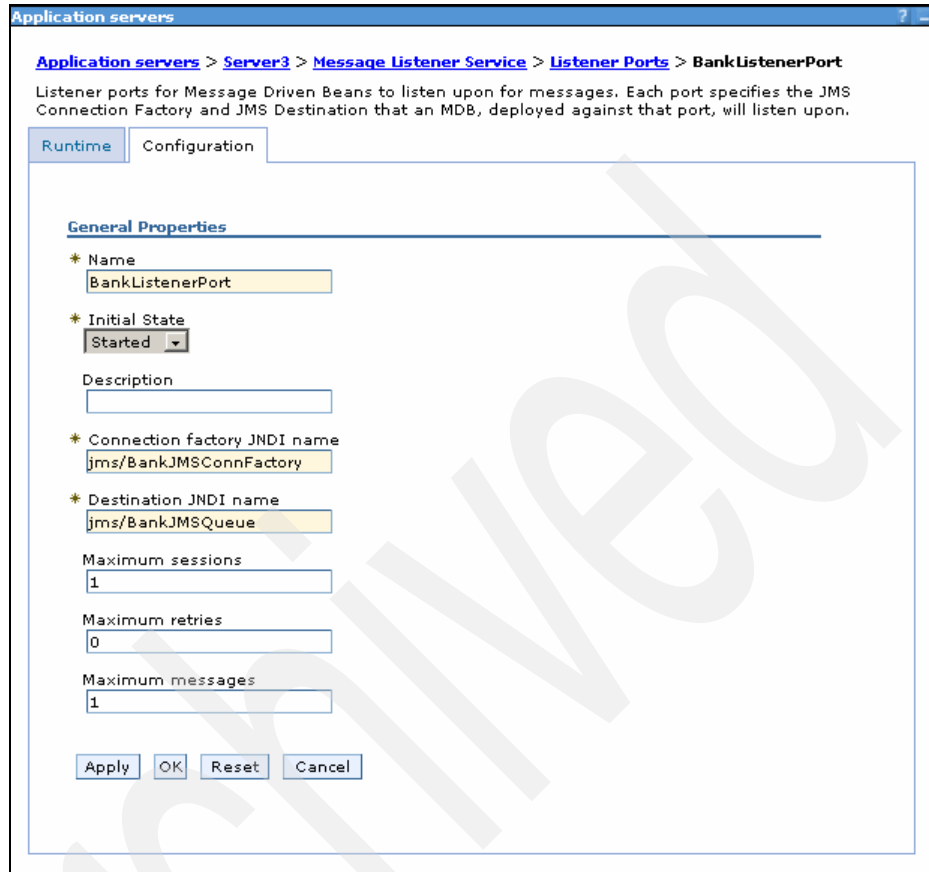 Application servers ? –
Application servers > Server3 > Message Listener Service > Listener Ports > BankListenerPort
Listener ports for Message Driven Beans to listen upon for messages. Each port specifies the JMS
Connection Factory and JMS Destination that an MDB, deployed against that port, will listen upon.
Runtime Configuration
General Properties
* Name
BankListenerPort
* Initial State
Started
Description
* Connection factory JNDI name
jms/BankJMSConnFactory
* Destination JNDI name
jms/BankJMSQueue
Maximum sessions
1
Maximum retries
0
Maximum messages
1
Apply OK Reset Cancel
chived